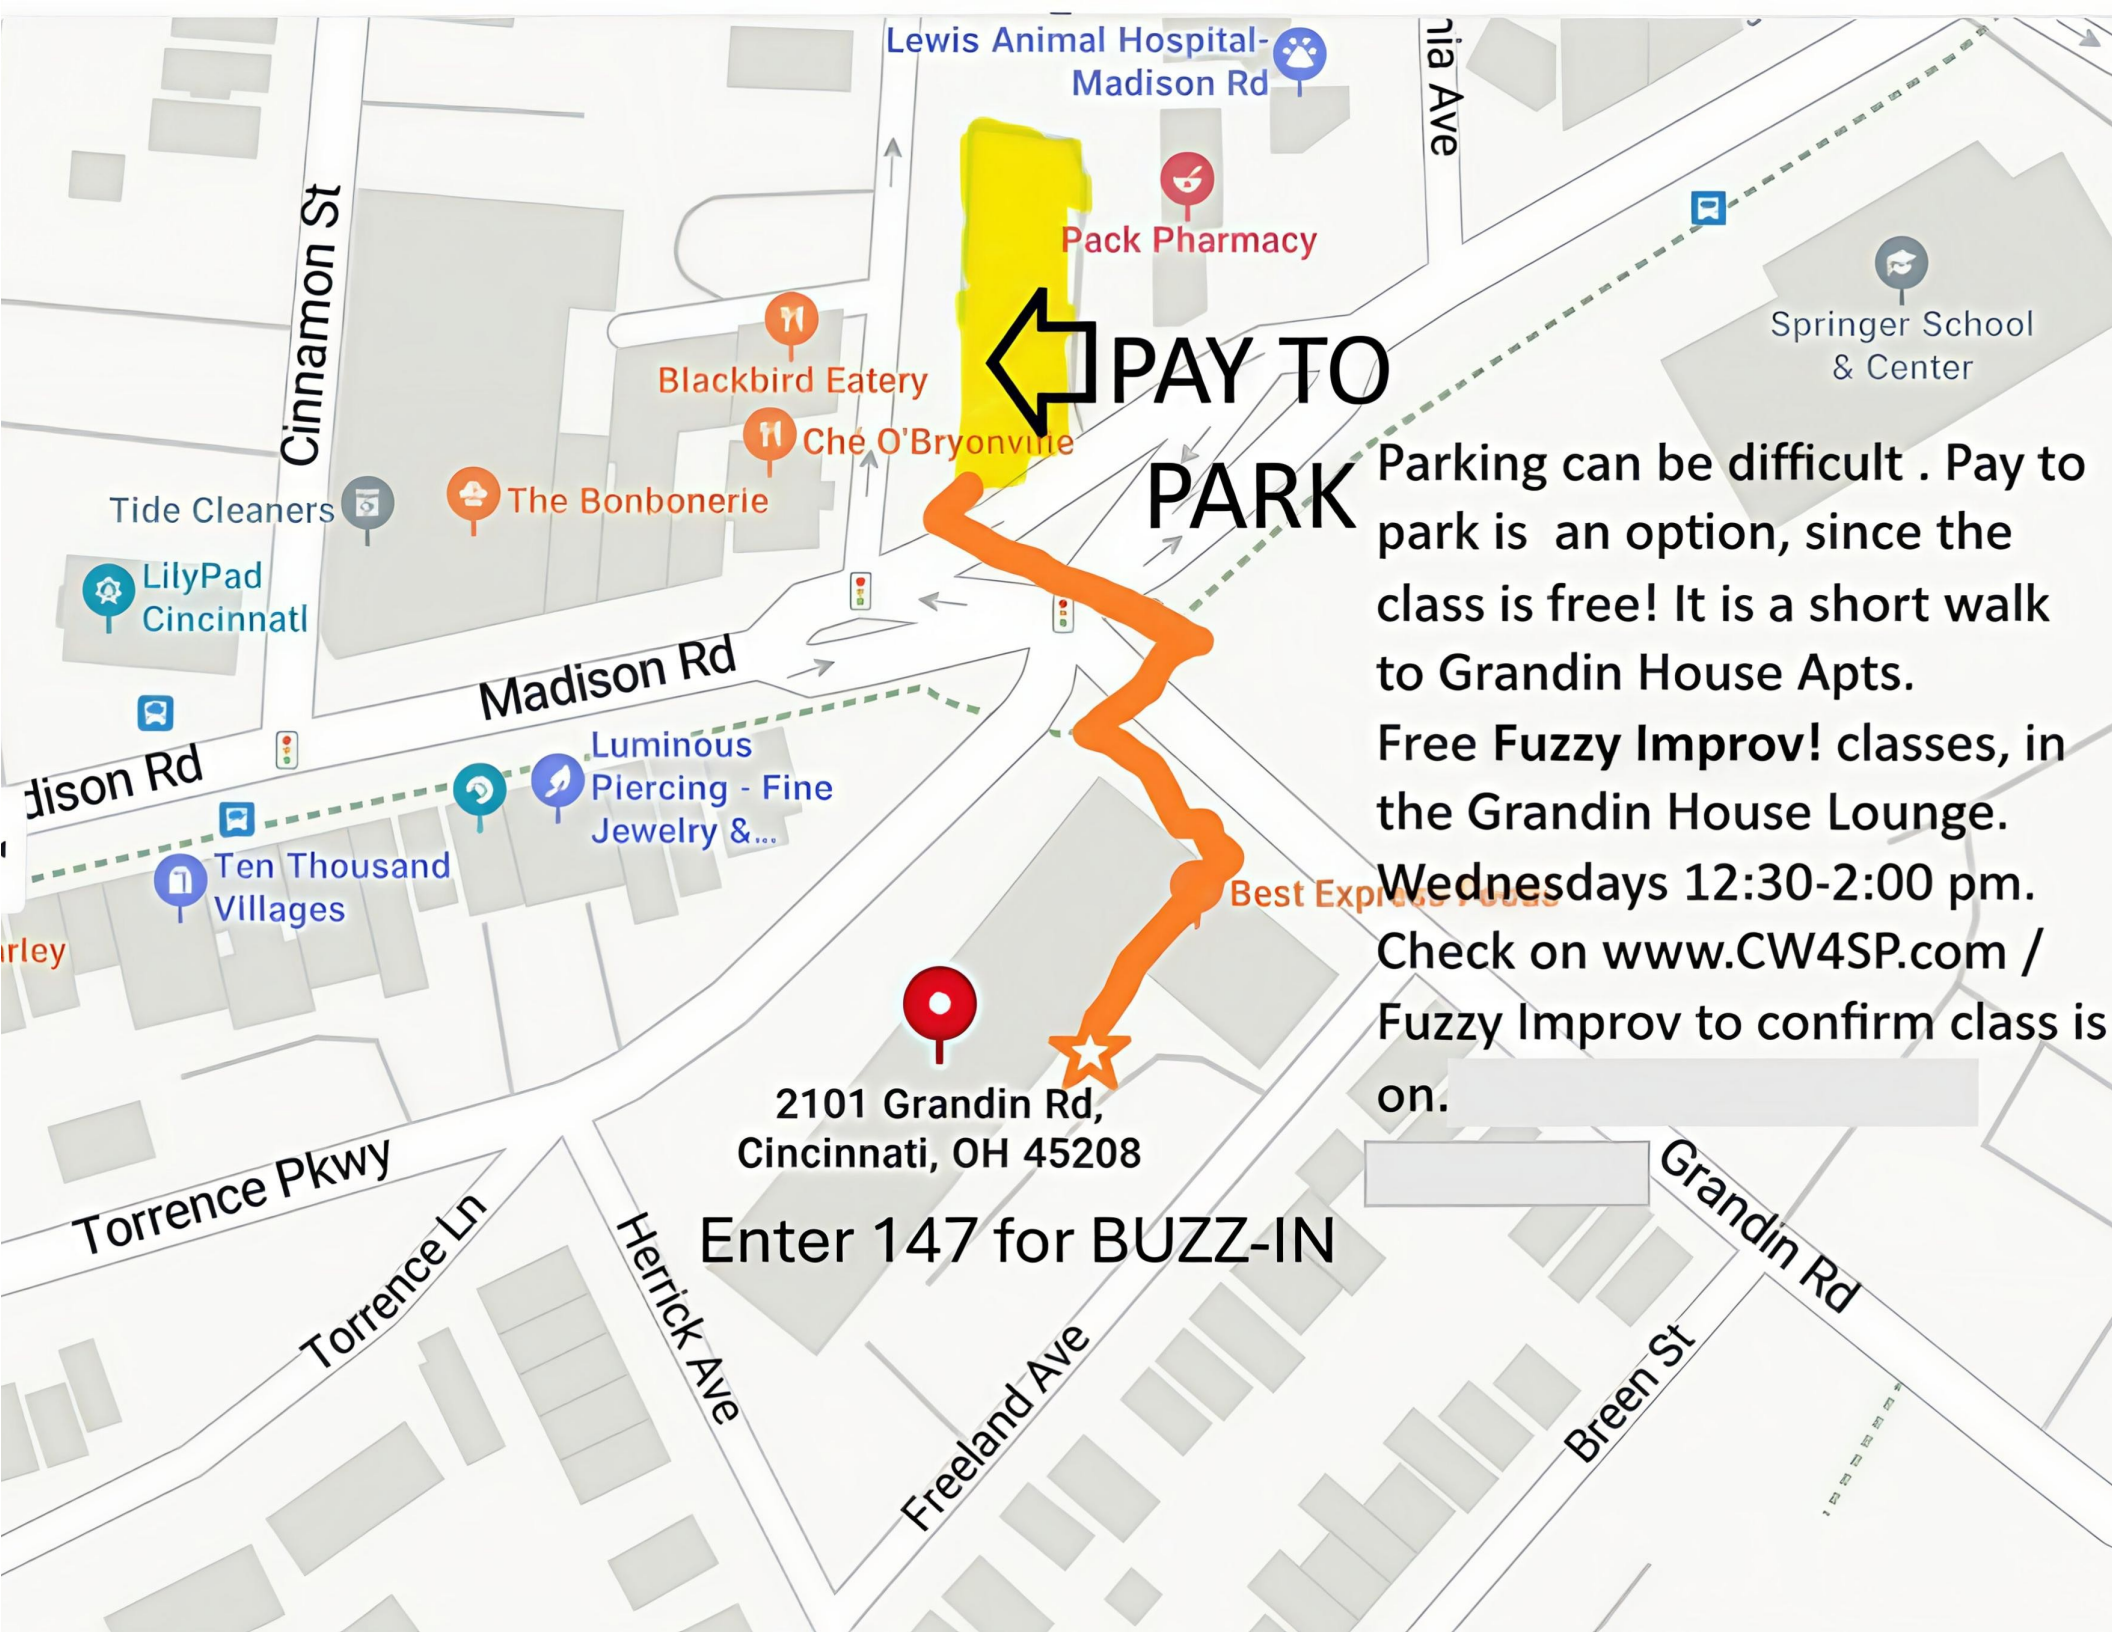 Lewis Animal Hospital-
Madison Rd
nia Ave
Pack Pharmacy
Cinnamon St
Springer School
& Center
Blackbird Eatery
Ché O'Bryonville
PAY TO
PARK
Tide Cleaners
The Bonbonerie
LilyPad
Cincinnatl
Madison Rd
dison Rd
Luminous
Piercing - Fine
Jewelry &...
Ten Thousand
Villages
arley
Best Express Foods
Parking can be difficult . Pay to
park is  an option, since the
class is free! It is a short walk
to Grandin House Apts.
Free Fuzzy Improv! classes, in
the Grandin House Lounge.
Wednesdays 12:30-2:00 pm.
Check on www.CW4SP.com /
Fuzzy Improv to confirm class is
on.
2101 Grandin Rd,
Cincinnati, OH 45208
Enter 147 for BUZZ-IN
Torrence Pkwy
Torrence Ln
Herrick Ave
Freeland Ave
Grandin Rd
Breen St